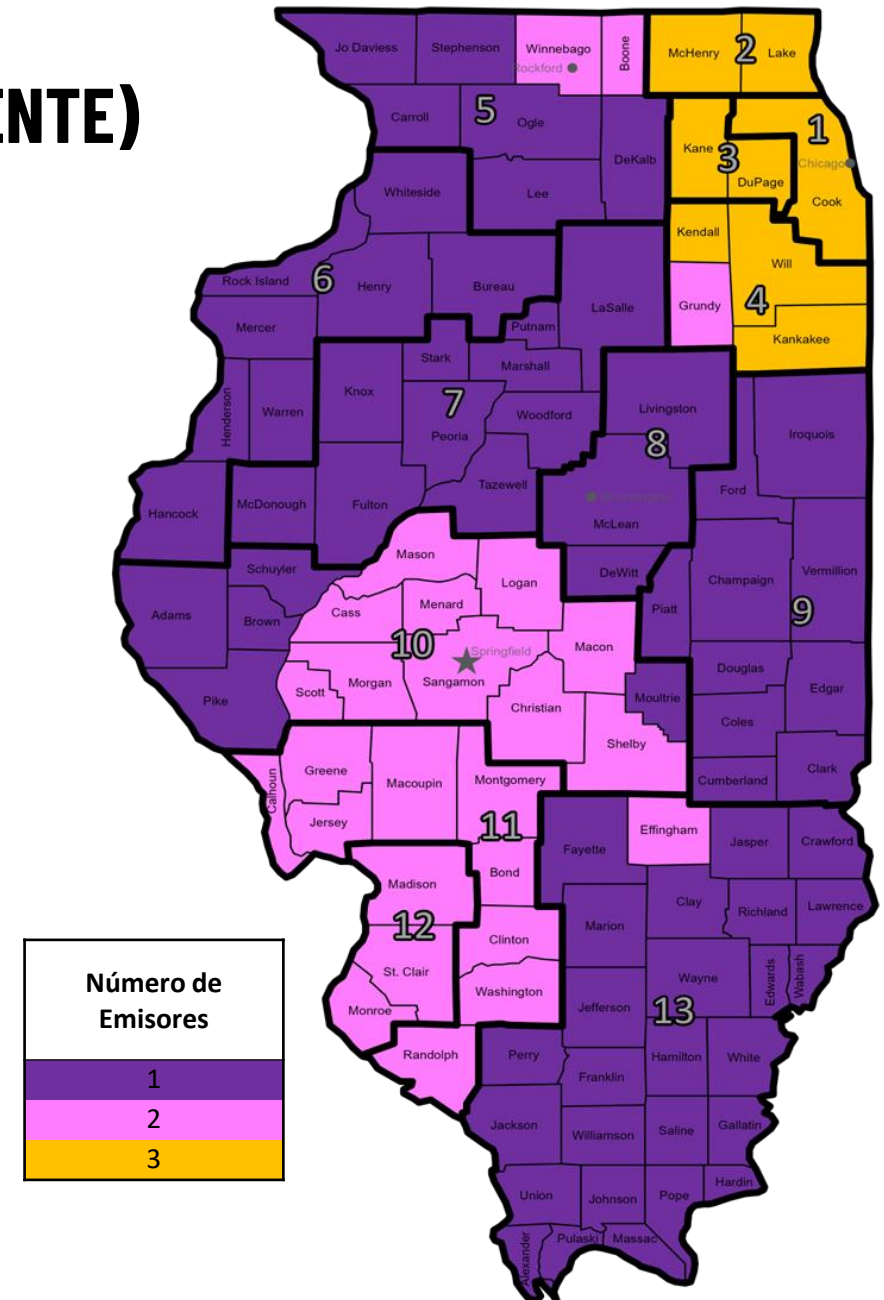 ENTE)
Jo Daviess
Stephenson
Winnebago
Boone
McHenry
2
Lake
Rockford
Carroll
5
Ogle
DeKalb
Kane
3
DuPage
1
Chicago
Cook
Whiteside
Lee
Kendall
Will
Rock Island
6
Henry
Bureau
LaSalle
Grundy
4
Mercer
Putnam
Kankakee
Stark
Marshall
Henderson
Warren
Knox
7
Peoria
Woodford
Livingston
8
Iroquois
Hancock
McDonough
Fulton
Tazewell
McLean
Ford
Mason
Logan
DeWitt
Champaign
Vermillion
Schuyler
Adams
Brown
Cass
Menard
Piatt
9
10
Springfield
Macon
Pike
Scott
Morgan
Sangamon
Christian
Moultrie
Douglas
Edgar
Coles
Shelby
Calhoun
Greene
Macoupin
Montgomery
Cumberland
Clark
Jersey
11
Effingham
Fayette
Jasper
Crawford
Madison
Bond
Clay
Richland
Lawrence
12
Clinton
Marion
St. Clair
Washington
Wayne
Edwards
Wabash
Monroe
Jefferson
13
Randolph
Perry
Franklin
Hamilton
White
Jackson
Williamson
Saline
Gallatin
Union
Johnson
Pope
Hardin
Alexander
Pulaski
Massac
Número de
Emisores
1
2
3